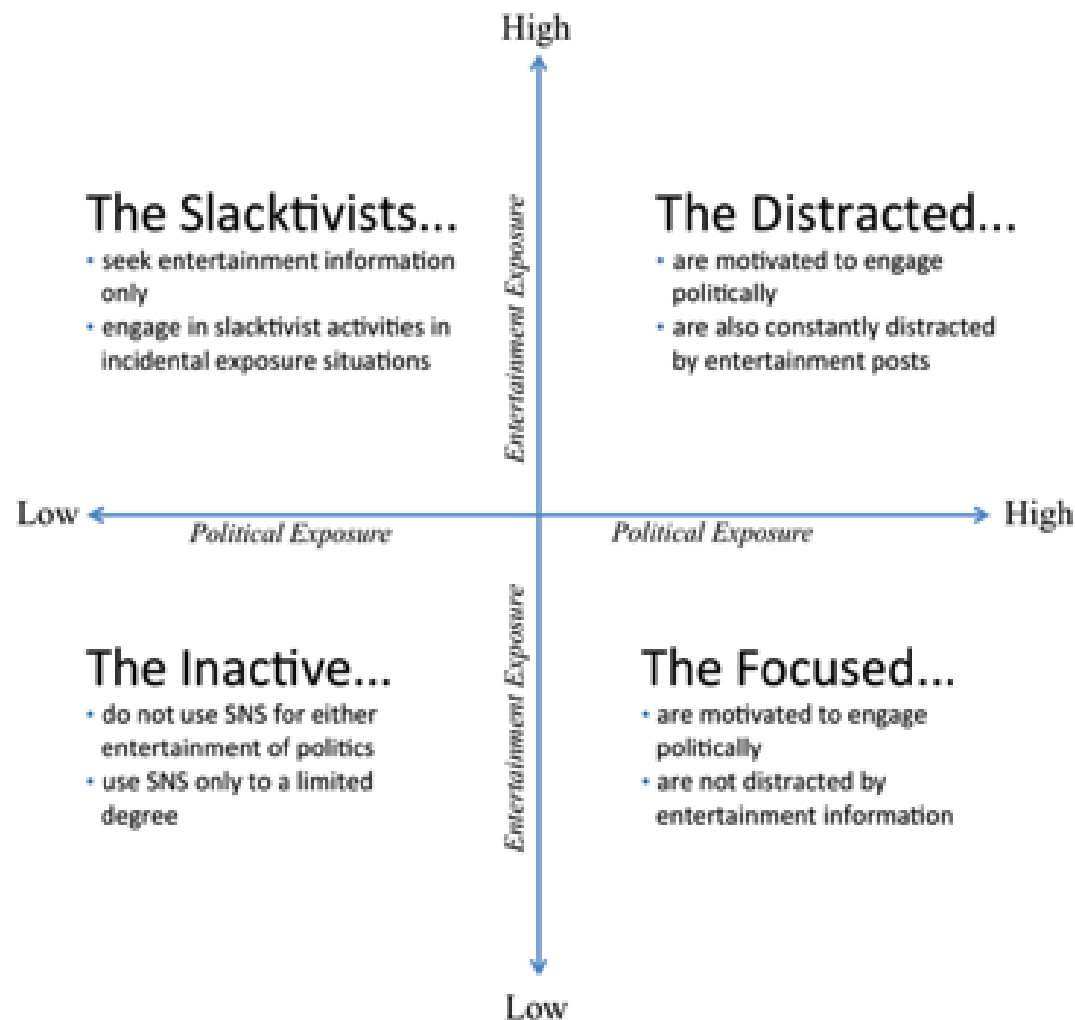 High
The Slacktivists...
• seek entertainment information
only
• engage in slacktivist activities in
incidental exposure situations
Entertainment Exposure
The Distracted...
• are motivated to engage
politically
• are also constantly distracted
by entertainment posts
Low
Political Exposure
Political Exposure
High
The Inactive...
• do not use SNS for either
entertainment of politics
• use SNS only to a limited
degree
Entertainment Exposure
The Focused...
• are motivated to engage
politically
• are not distracted by
entertainment information
Low